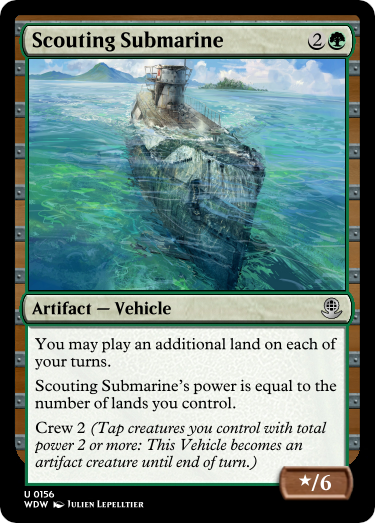 Scouting Submarine 2
Artifact — Vehicle
You may play an additional land on each of
your turns.
Scouting Submarine's power is equal to the
number of lands you control.
Crew 2 (Tap creatures you control with total
power 2 or more: This Vehicle becomes an
artifact creature until end of turn.)
★/6
U 0156
WDW Julien Lepelltier